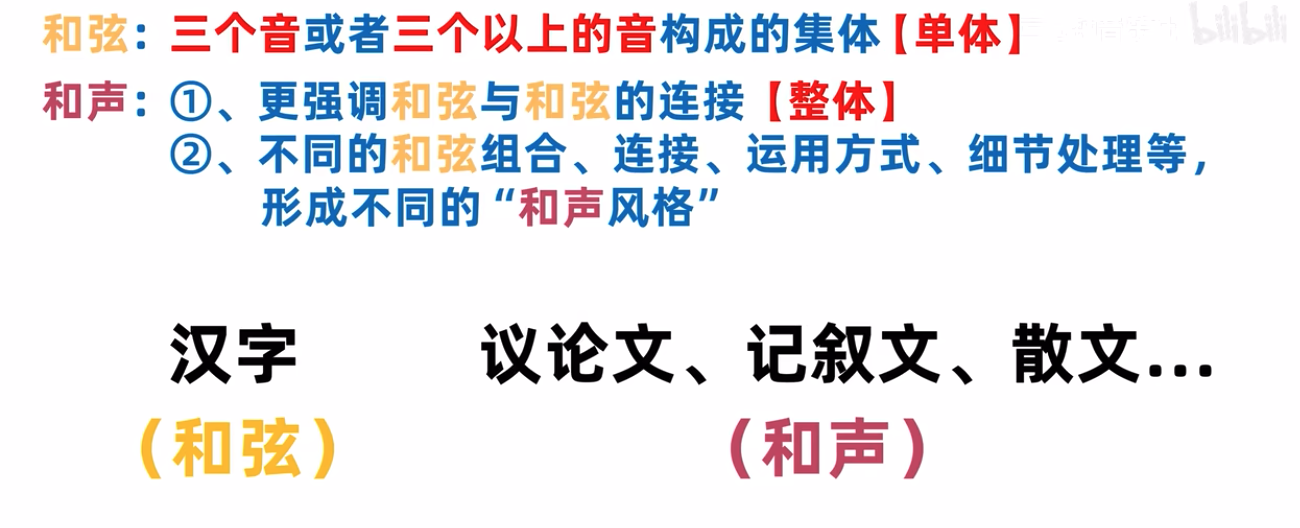 和弦：三个音或者三个以上的音构成的集体【单体】
bilibili
和声：①、更强调和弦与和弦的连接【整体】
②、不同的和弦组合、连接、运用方式、细节处理等，
形成不同的“和声风格”
汉字 议论文、记叙文、散文...
（和弦） （和声）